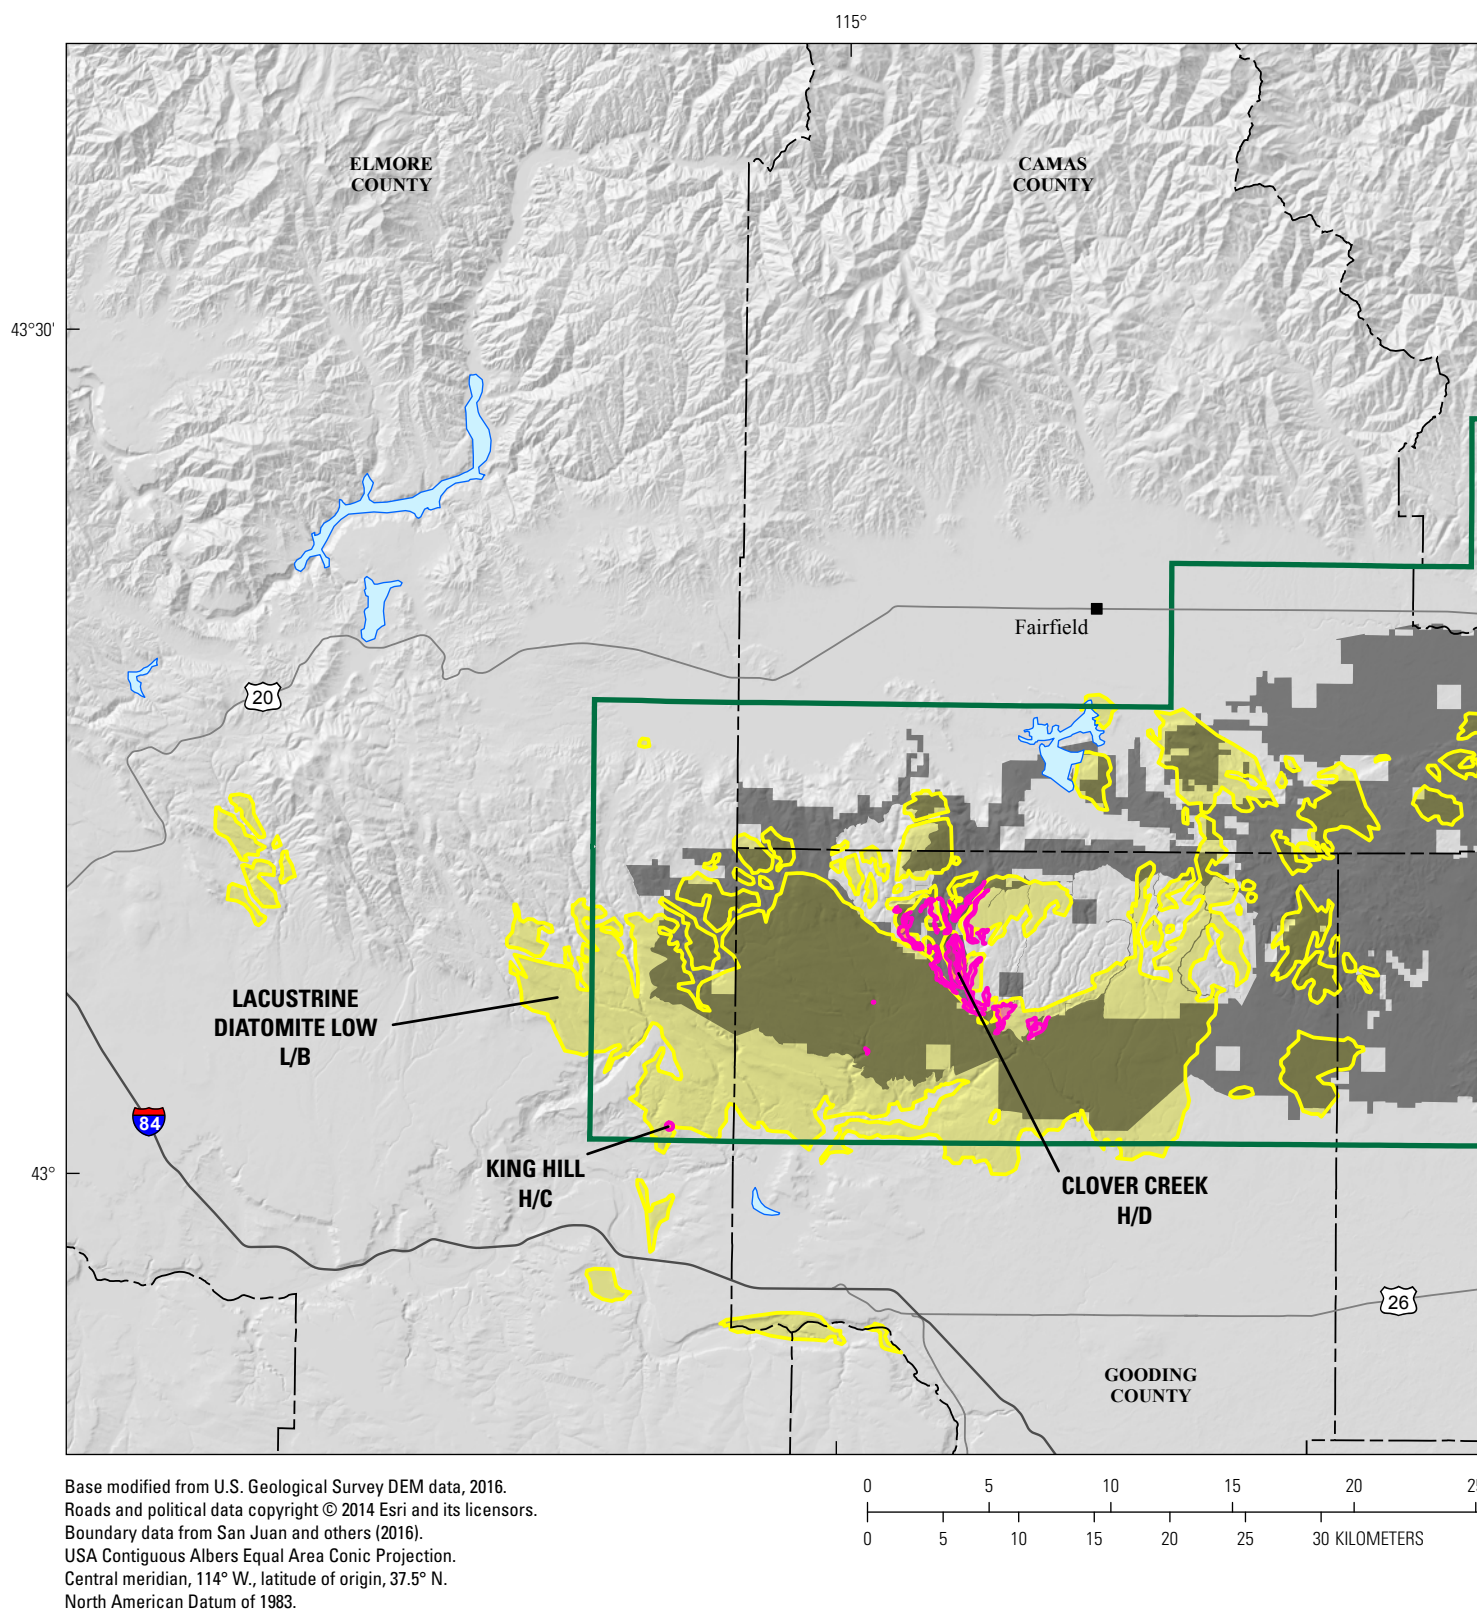 115°
ELMORE
COUNTY
CAMAS
COUNTY
43°30'
Fairfield
20
LACUSTRINE
DIATOMITE LOW
L/B
84
43°
KING HILL
H/C
CLOVER CREEK
H/D
26
GOODING
COUNTY
Base modified from U.S. Geological Survey DEM data, 2016.
Roads and political data copyright © 2014 Esri and its licensors.
Boundary data from San Juan and others (2016).
USA Contiguous Albers Equal Area Conic Projection.
Central meridian, 114° W., latitude of origin, 37.5° N.
North American Datum of 1983.
0 5 10 15 20
0 5 10 15 20 25 30 KILOMETERS